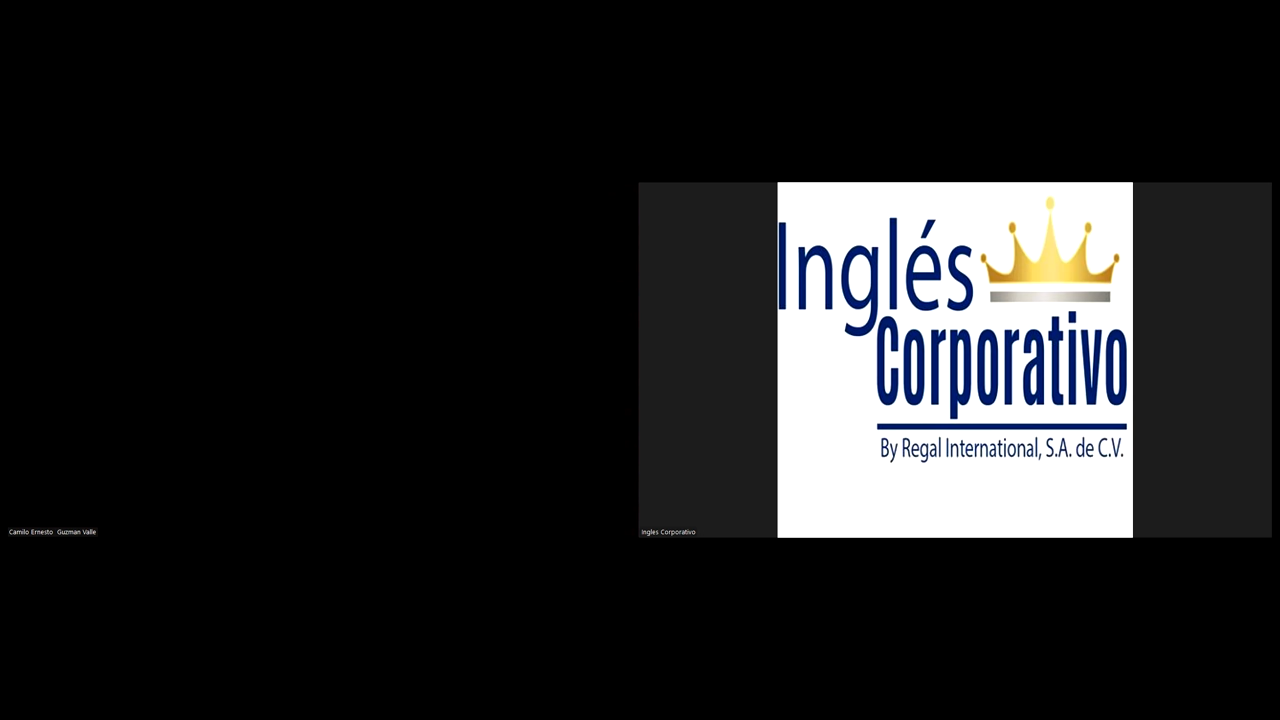 Inglés
Corporativo
By Regal International, S.A. de C.V.
Camilo Ernesto Guzman Valle
Ingles Corporativo